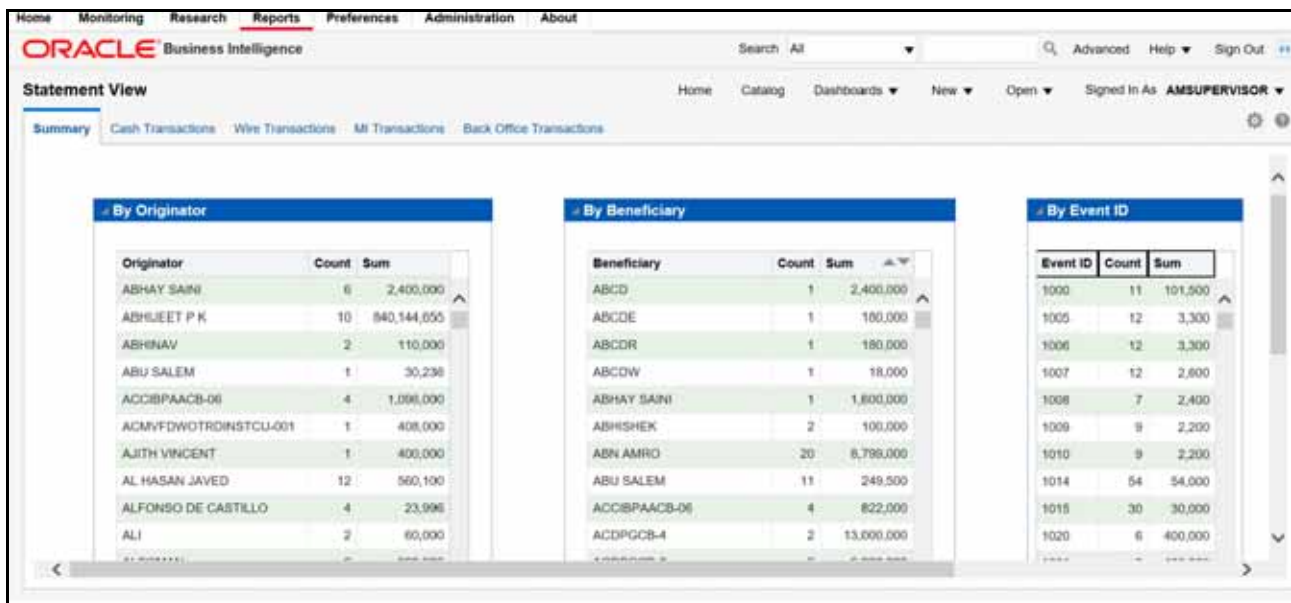 Home Monitoring Research Reports Preferences Administration About
ORACLE Business Intelligence Search All Advanced Help Sign Out
Statement View Home Catalog Dashboards New Open Signed In As AMSUPERVISOR
Summary Cash Transactions Wire Transactions MI Transactions Back Office Transactions
By Originator
Originator Count Sum
ABHAY SAINI 6 2,400,000
ABHIJEET P K 10 840,144,655
ABHINAV 2 110,000
ABU SALEM 1 30,236
ACCIBPAACB-06 4 1,098,000
ACMVFDWOTRDINSTCU-001 1 408,000
AJITH VINCENT 1 400,000
AL HASAN JAVED 12 560,100
ALFONSO DE CASTILLO 4 23,996
ALI 2 60,000
By Beneficiary
Beneficiary Count Sum
ABCD 1 2,400,000
ABCDE 1 180,000
ABCDR 1 180,000
ABCDW 1 18,000
ABHAY SAINI 1 1,600,000
ABHISHEK 2 100,000
ABN AMRO 20 8,799,000
ABU SALEM 11 249,500
ACCIBPAACB-06 4 822,000
ACDPGCB-4 2 13,000,000
By Event ID
Event ID Count Sum
1000 11 101,500
1005 12 3,300
1006 12 3,300
1007 12 2,600
1008 7 2,400
1009 9 2,200
1010 9 2,200
1014 54 54,000
1015 30 30,000
1020 6 400,000